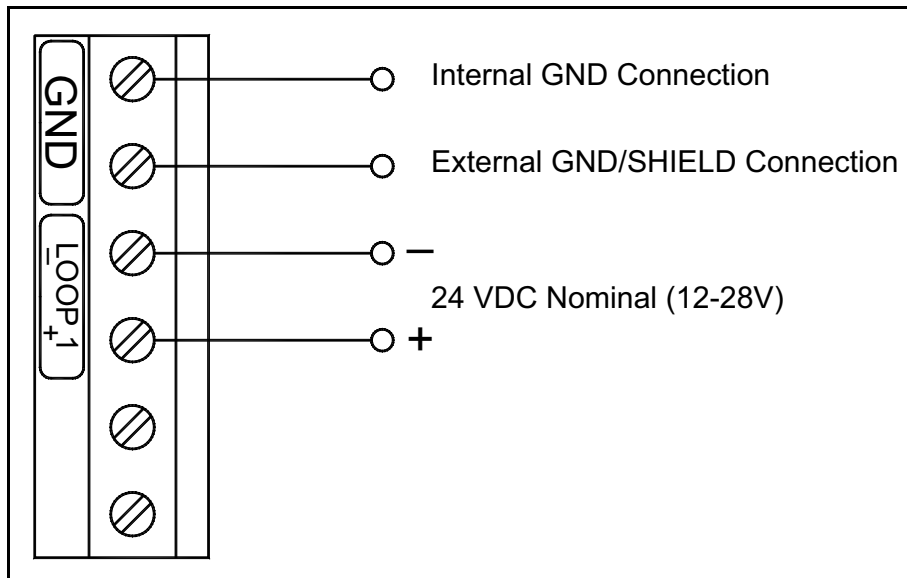 GND
Internal GND Connection
External GND/SHIELD Connection
LOOP 1
− +
−
24 VDC Nominal (12-28V)
+